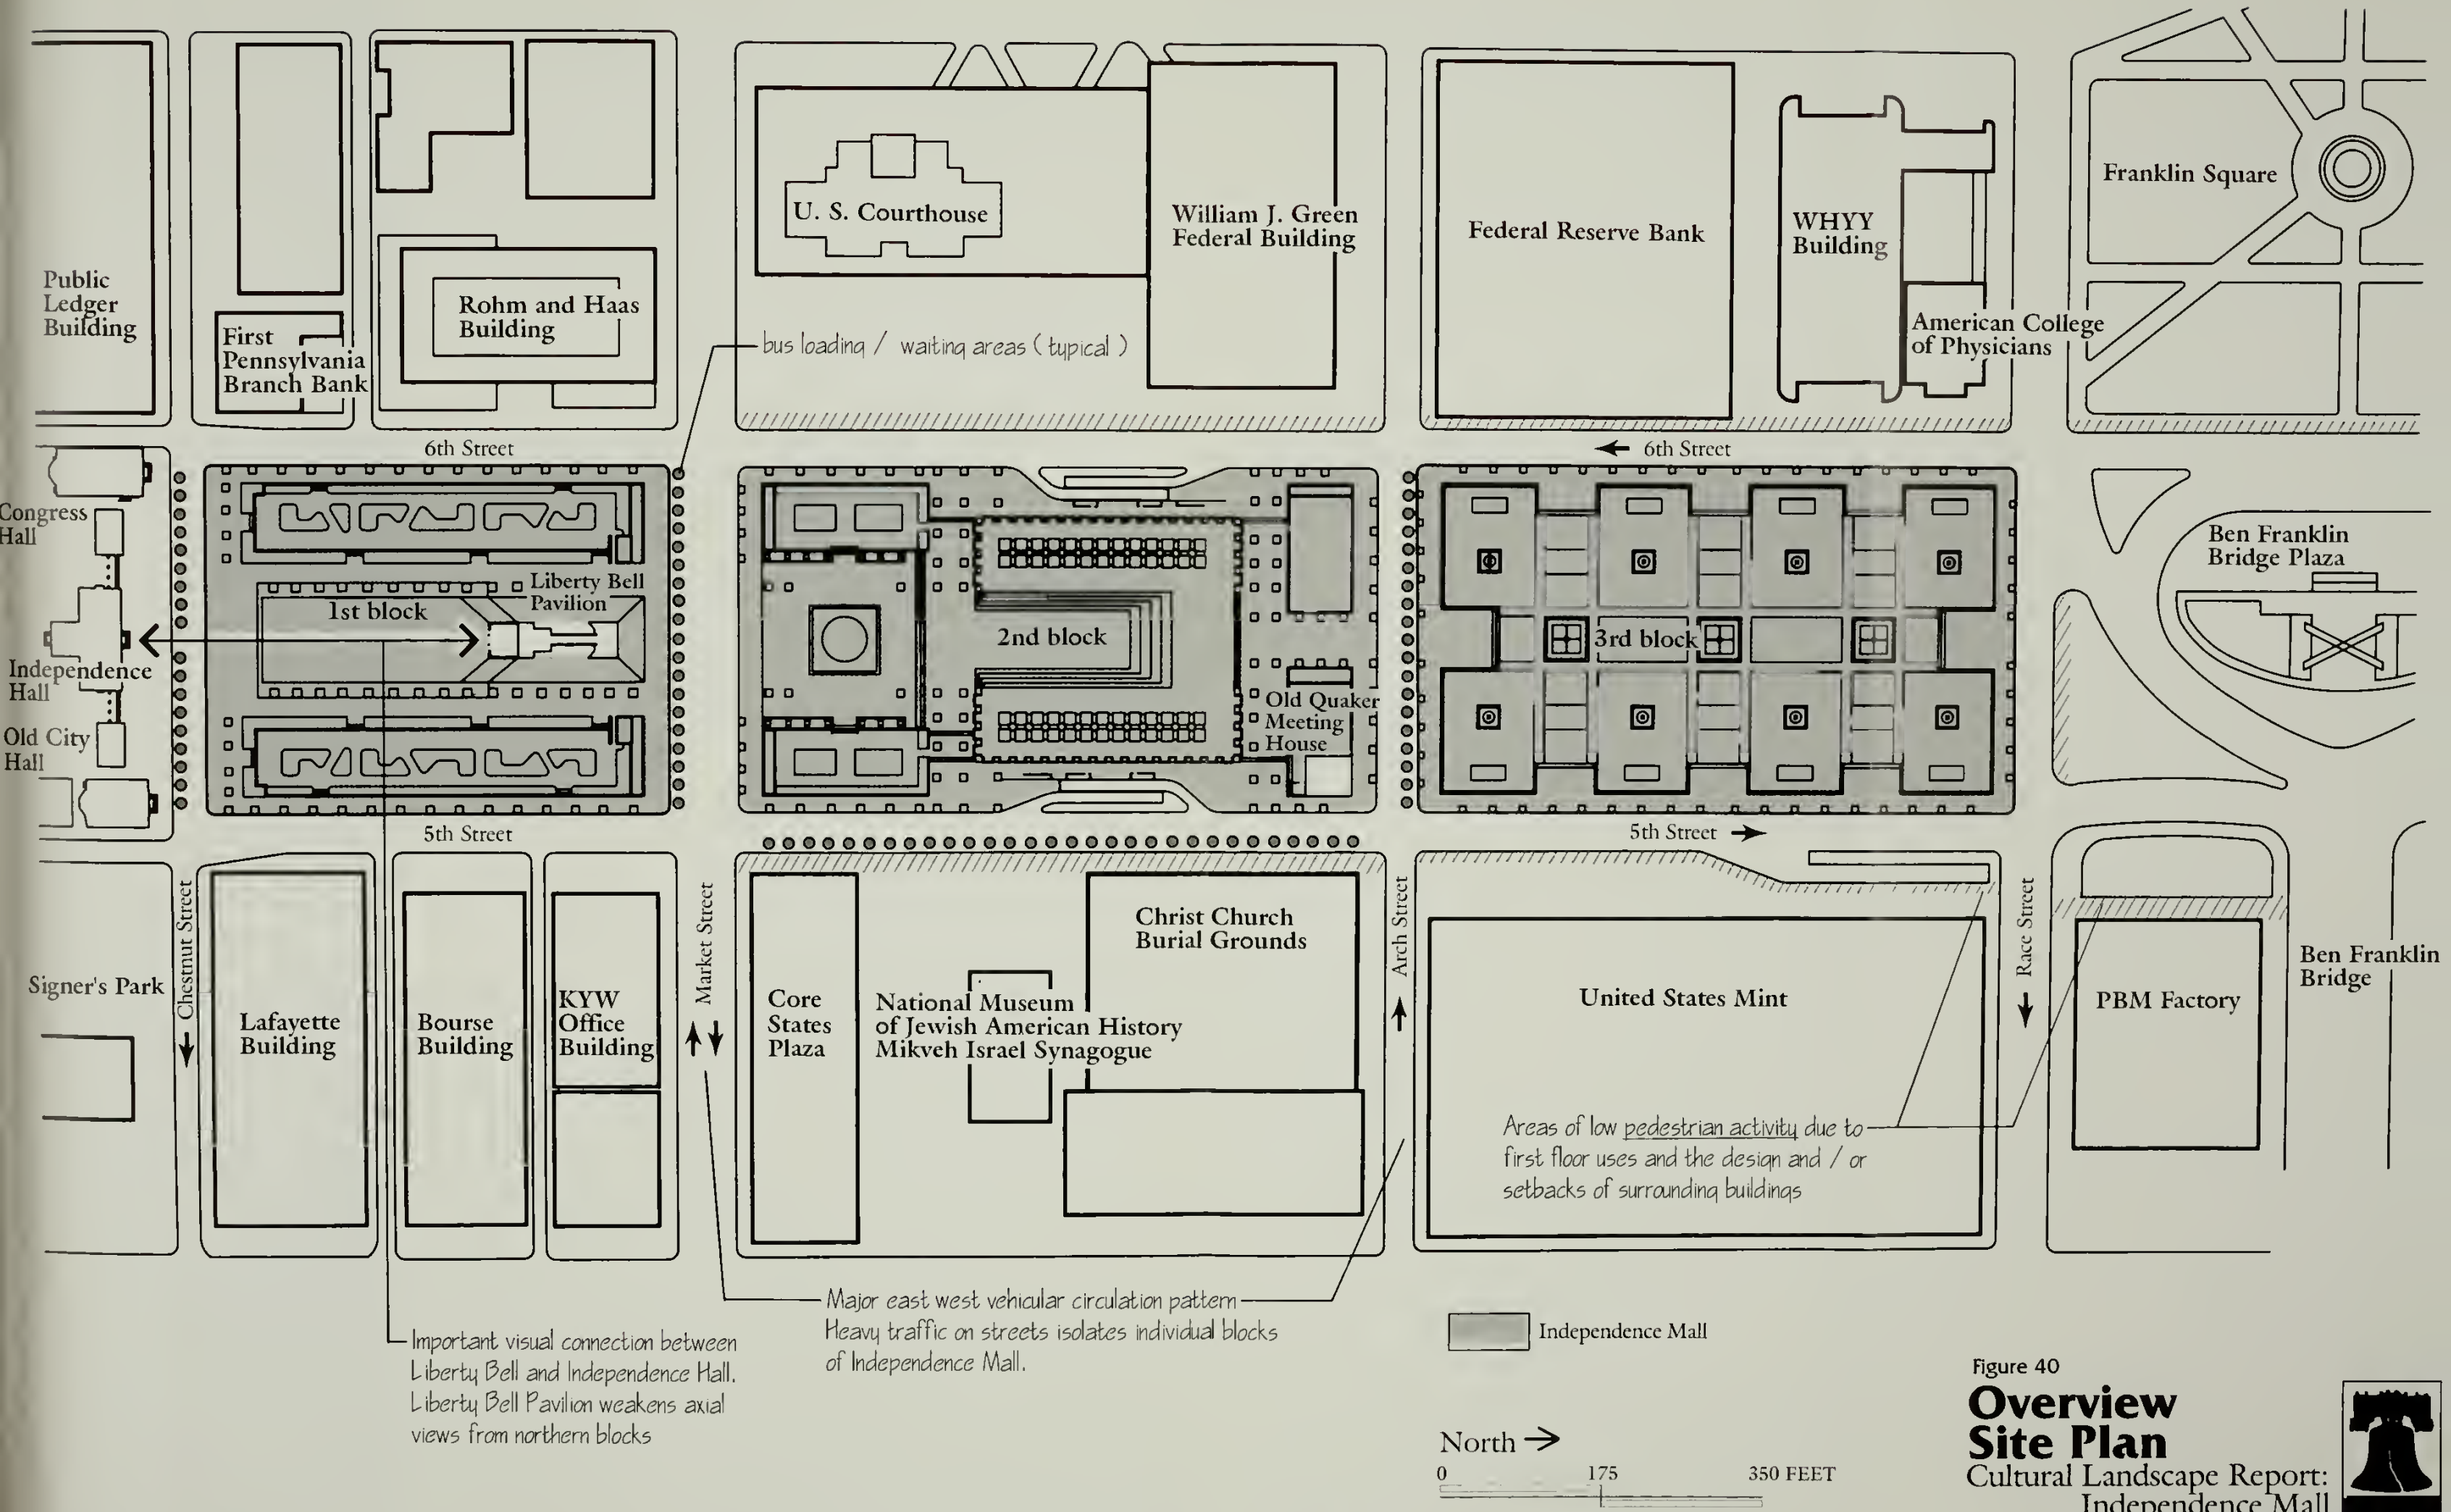 Public
Ledger
Building
First
Pennsylvania
Branch Bank
Rohm and Haas
Building
U. S. Courthouse
William J. Green
Federal Building
Federal Reserve Bank
WHYY
Building
American College
of Physicians
Franklin Square
bus loading / waiting areas ( typical )
6th Street
6th Street
Congress
Hall
Independence
Hall
Old City
Hall
1st block
Liberty Bell
Pavilion
2nd block
Old Quaker
Meeting
House
3rd block
Ben Franklin
Bridge Plaza
5th Street
5th Street
Signer's Park
Chestnut Street
Lafayette
Building
Bourse
Building
KYW
Office
Building
Market Street
Core
States
Plaza
National Museum
of Jewish American History
Mikveh Israel Synagogue
Christ Church
Burial Grounds
Arch Street
United States Mint
Race Street
PBM Factory
Ben Franklin
Bridge
Areas of low pedestrian activity due to
first floor uses and the design and / or
setbacks of surrounding buildings
Major east west vehicular circulation pattern
Heavy traffic on streets isolates individual blocks
of Independence Mall.
Important visual connection between
Liberty Bell and Independence Hall.
Liberty Bell Pavilion weakens axial
views from northern blocks
Independence Mall
North
0 175 350 FEET
Figure 40
Overview
Site Plan
Cultural Landscape Report:
Independence Mall